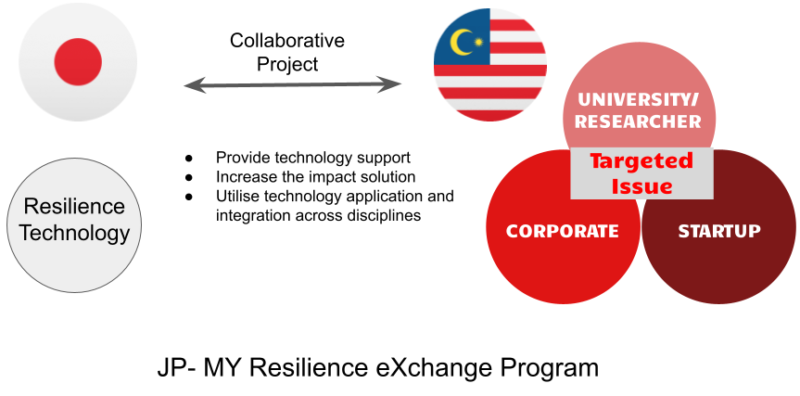 Collaborative
Project
UNIVERSITY/
RESEARCHER
Targeted
Issue
CORPORATE
STARTUP
Resilience
Technology
● Provide technology support
● Increase the impact solution
● Utilise technology application and
integration across disciplines
JP- MY Resilience eXchange Program